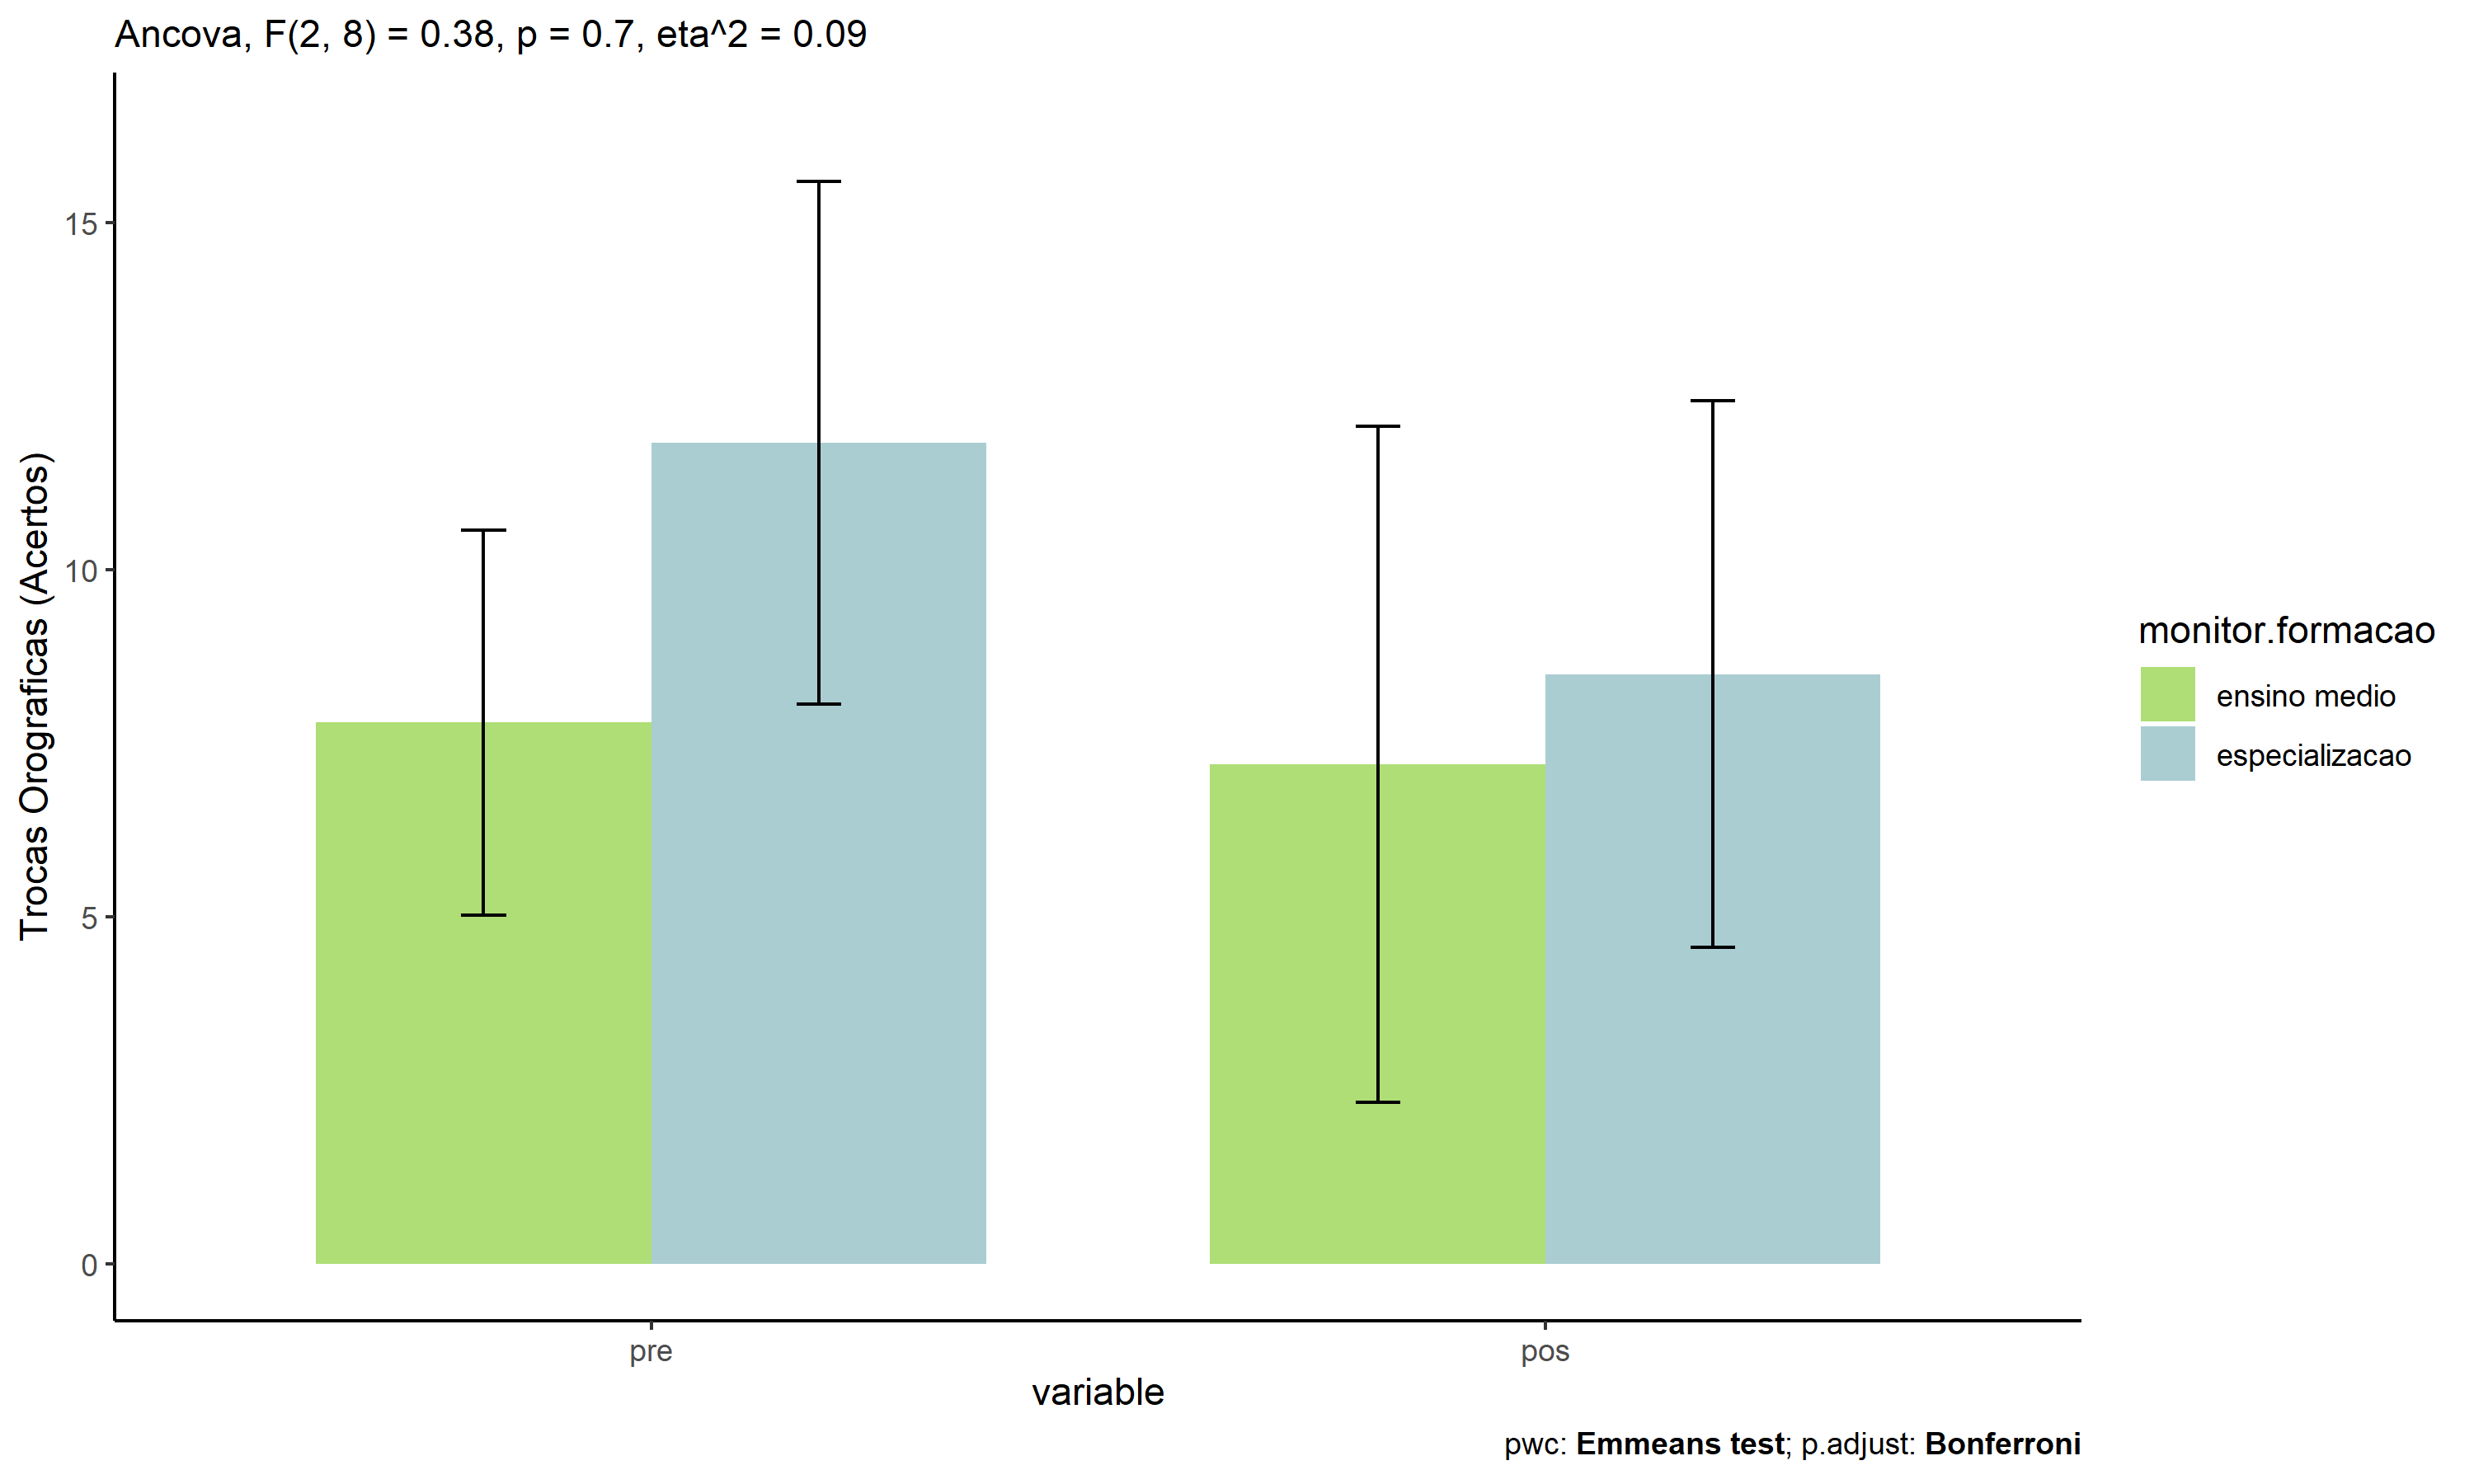 Ancova, F(2, 8) = 0.38, p = 0.7, eta^2 = 0.09
Trocas Orograficas (Acertos)
15
10
5
0
pre
pos
variable
monitor.formacao
ensino medio
especializacao
pwc: Emmeans test; p.adjust: Bonferroni